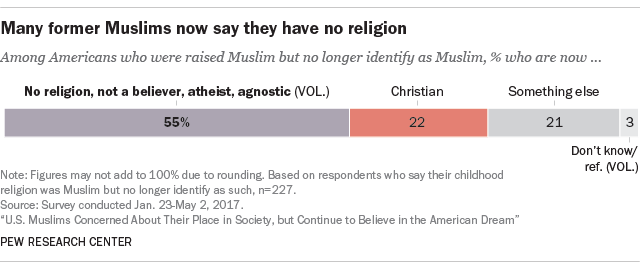 Many former Muslims now say they have no religion
Among Americans who were raised Muslim but no longer identify as Muslim, % who are now ...
No religion, not a believer, atheist, agnostic (VOL.) Christian Something else
55% 22 21 3
Don't know/
ref. (VOL.)
Note: Figures may not add to 100% due to rounding. Based on respondents who say their childhood
religion was Muslim but no longer identify as such, n=227.
Source: Survey conducted Jan. 23-May 2, 2017.
“U.S. Muslims Concerned About Their Place in Society, but Continue to Believe in the American Dream”
PEW RESEARCH CENTER